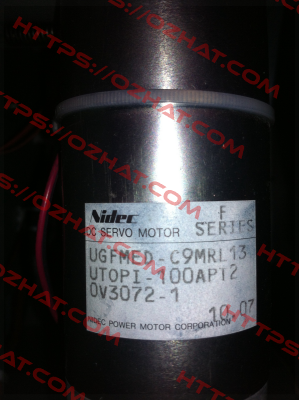 HTTPS://OZHAT.COM
Nidec
F
DC SERVO MOTOR SERIES
UGFMED-C9MRL13
UTOPI-100APT2
0V3072-1
10.07
NIDEC POWER MOTOR CORPORATION